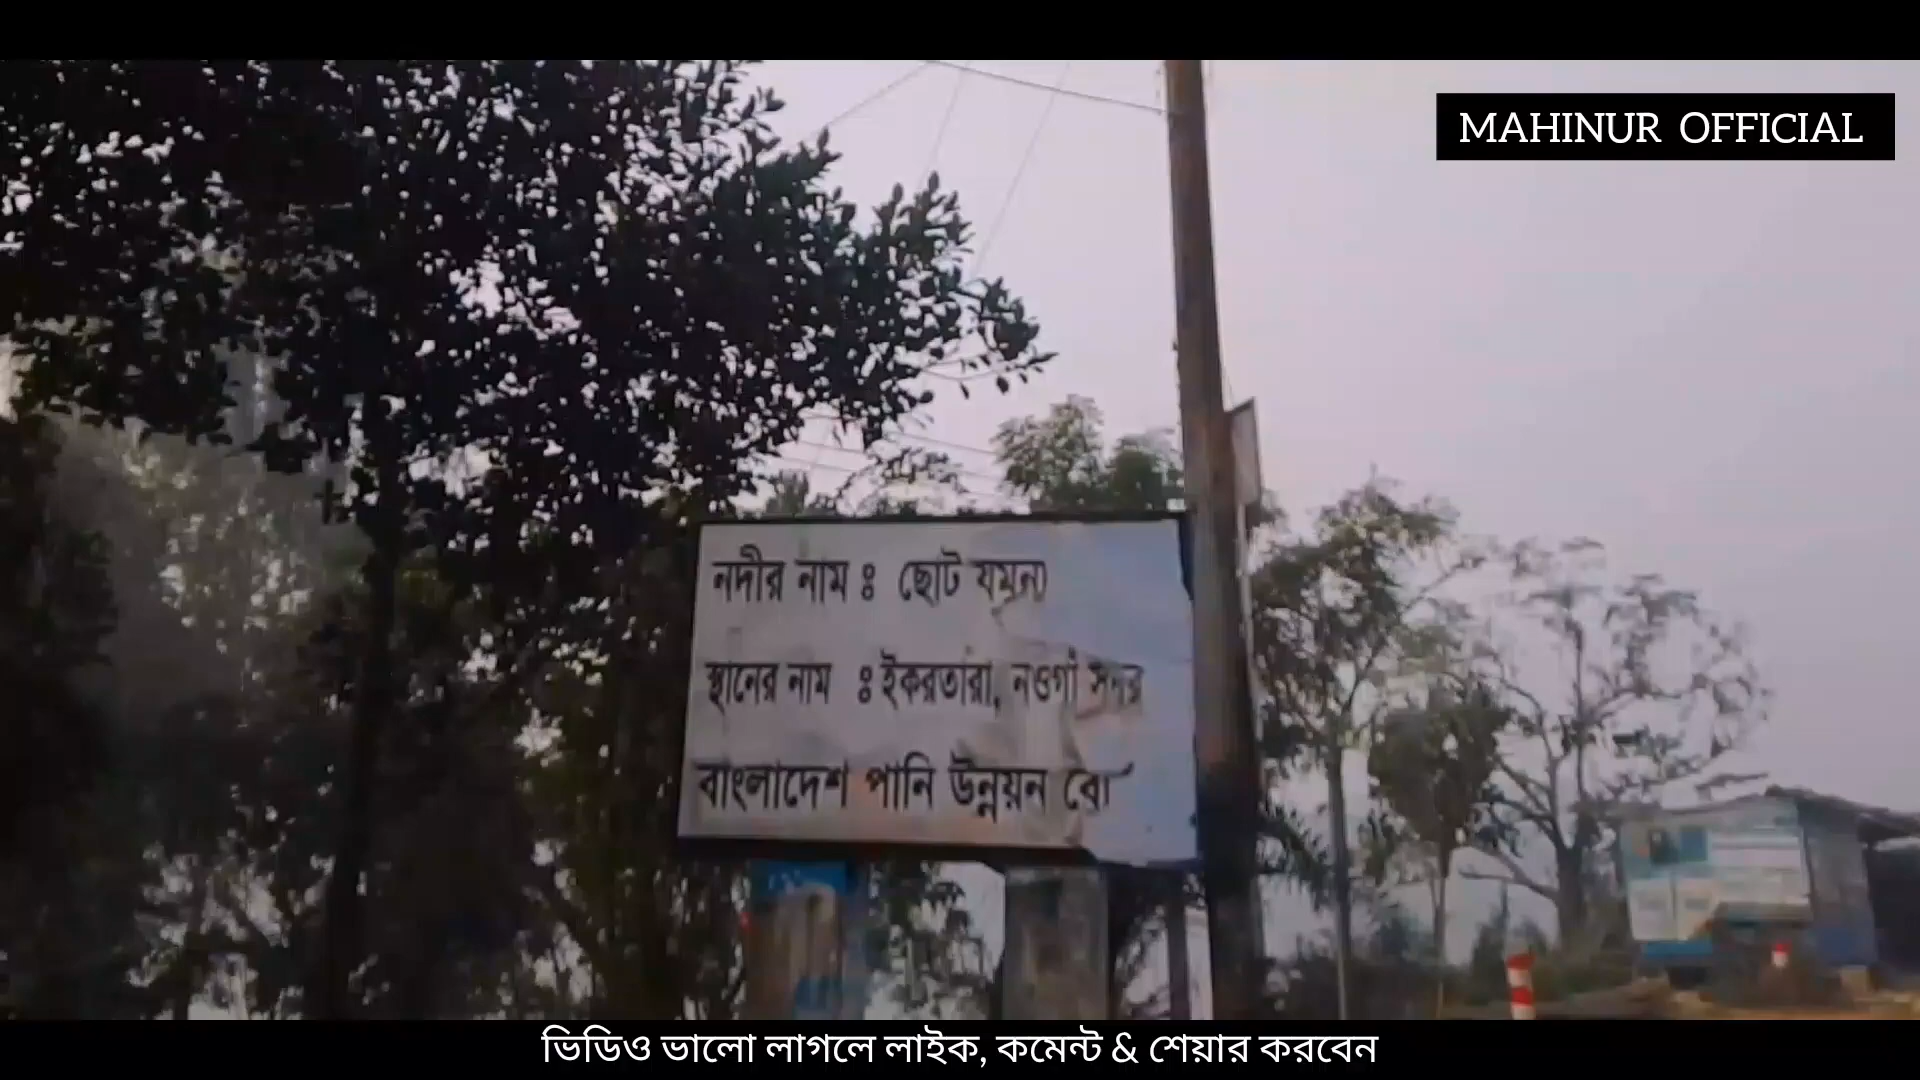 MAHINUR OFFICIAL
নদীর নাম ঃ ছোট যমুনা
স্থানের নাম ঃ ইকরতারা, নওগাঁ সদর
বাংলাদেশ পানি উন্নয়ন বো
ভিডিও ভালো লাগলে লাইক, কমেন্ট & শেয়ার করবেন